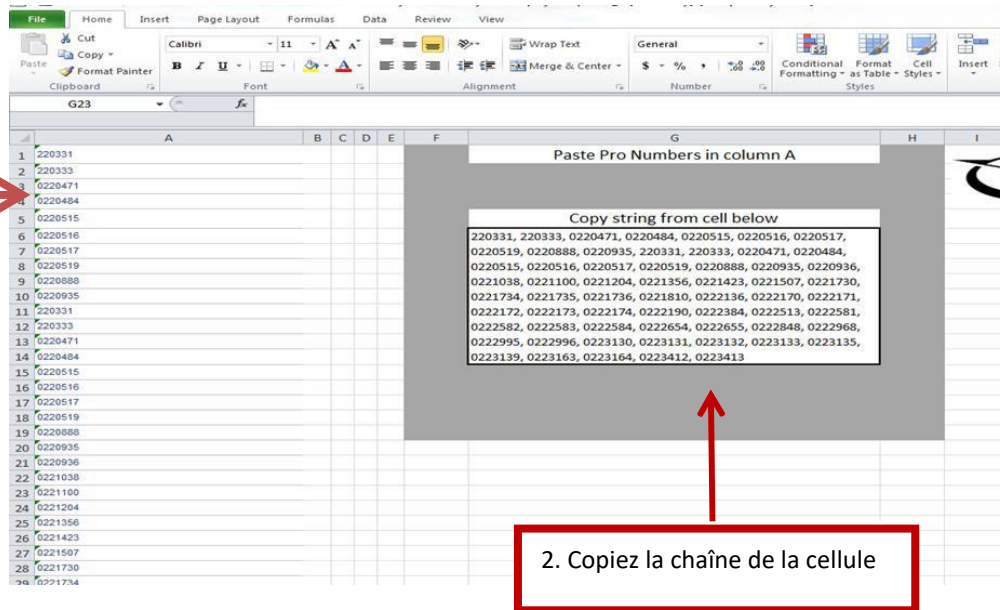 File Home Insert Page Layout Formulas Data Review View
Cut
Copy
Format Painter
Paste
Clipboard
Calibri 11 A A
B I U A
Font
Wrap Text
Merge & Center
Alignment
General
$ % , .00 .00
Number
Conditional Formatting
Format as Table
Cell Styles
Styles
Insert
G23 fx
A B C D E F G H I
1 220331 Paste Pro Numbers in column A
2 220333
3 0220471
4 0220484
5 0220515 Copy string from cell below
6 0220516 220331, 220333, 0220471, 0220484, 0220515, 0220516, 0220517,
7 0220517 0220519, 0220888, 0220935, 220331, 220333, 0220471, 0220484,
8 0220519 0220515, 0220516, 0220517, 0220519, 0220888, 0220935, 0220936,
9 0220888 0221038, 0221100, 0221204, 0221356, 0221423, 0221507, 0221730,
10 0220935 0221734, 0221735, 0221736, 0221810, 0222136, 0222170, 0222171,
11 220331 0222172, 0222173, 0222174, 0222190, 0222384, 0222513, 0222581,
12 220333 0222582, 0222583, 0222584, 0222654, 0222655, 0222848, 0222968,
13 0220471 0222995, 0222996, 0223130, 0223131, 0223132, 0223133, 0223135,
14 0220484 0223139, 0223163, 0223164, 0223412, 0223413
15 0220515
16 0220516
17 0220517
18 0220519
19 0220888
20 0220935
21 0220936
22 0221038
23 0221100
24 0221204
25 0221356
26 0221423
27 0221507
28 0221730
29 0221734
2. Copiez la chaîne de la cellule